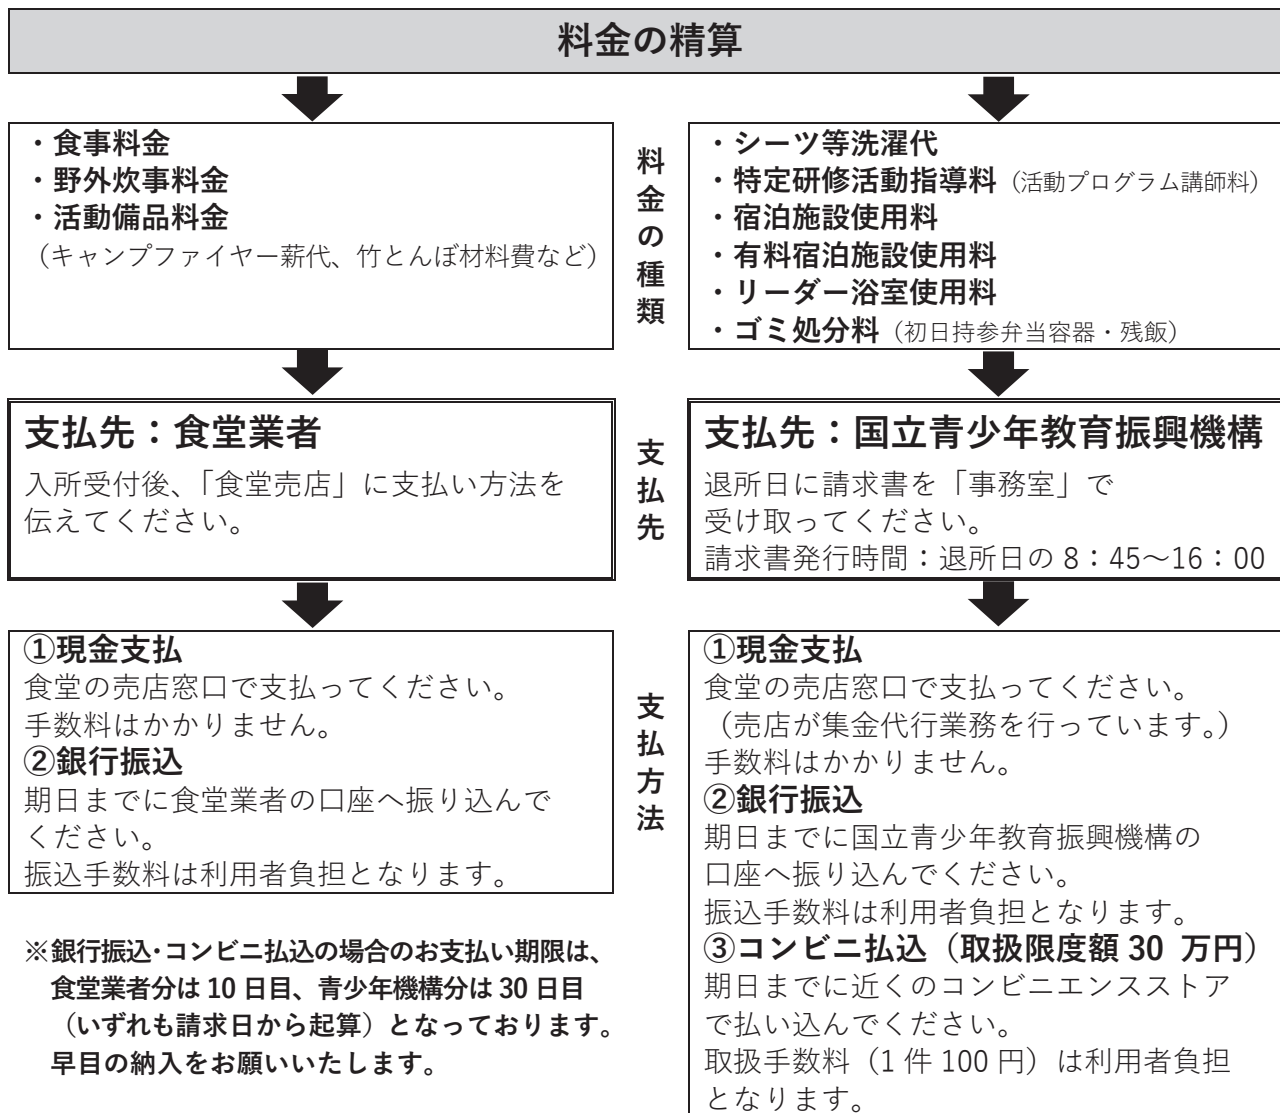 料金の精算
・食事料金
・野外炊事料金
・活動備品料金
（キャンプファイヤー薪代、竹とんぼ材料費など）
料金の種類
・シーツ等洗濯代
・特定研修活動指導料（活動プログラム講師料）
・宿泊施設使用料
・有料宿泊施設使用料
・リーダー浴室使用料
・ゴミ処分料（初日持参弁当容器・残飯）
支払先：食堂業者
入所受付後、「食堂売店」に支払い方法を
伝えてください。
支払先
支払先：国立青少年教育振興機構
退所日に請求書を「事務室」で
受け取ってください。
請求書発行時間：退所日の 8：45～16：00
①現金支払
食堂の売店窓口で支払ってください。
手数料はかかりません。
②銀行振込
期日までに食堂業者の口座へ振り込んで
ください。
振込手数料は利用者負担となります。
支払方法
①現金支払
食堂の売店窓口で支払ってください。
（売店が集金代行業務を行っています。）
手数料はかかりません。
②銀行振込
期日までに国立青少年教育振興機構の
口座へ振り込んでください。
振込手数料は利用者負担となります。
③コンビニ払込（取扱限度額 30 万円）
期日までに近くのコンビニエンスストア
で払い込んでください。
取扱手数料（1 件 100 円）は利用者負担
となります。
※銀行振込･コンビニ払込の場合のお支払い期限は、
食堂業者分は 10 日目、青少年機構分は 30 日目
（いずれも請求日から起算）となっております。
早目の納入をお願いいたします。